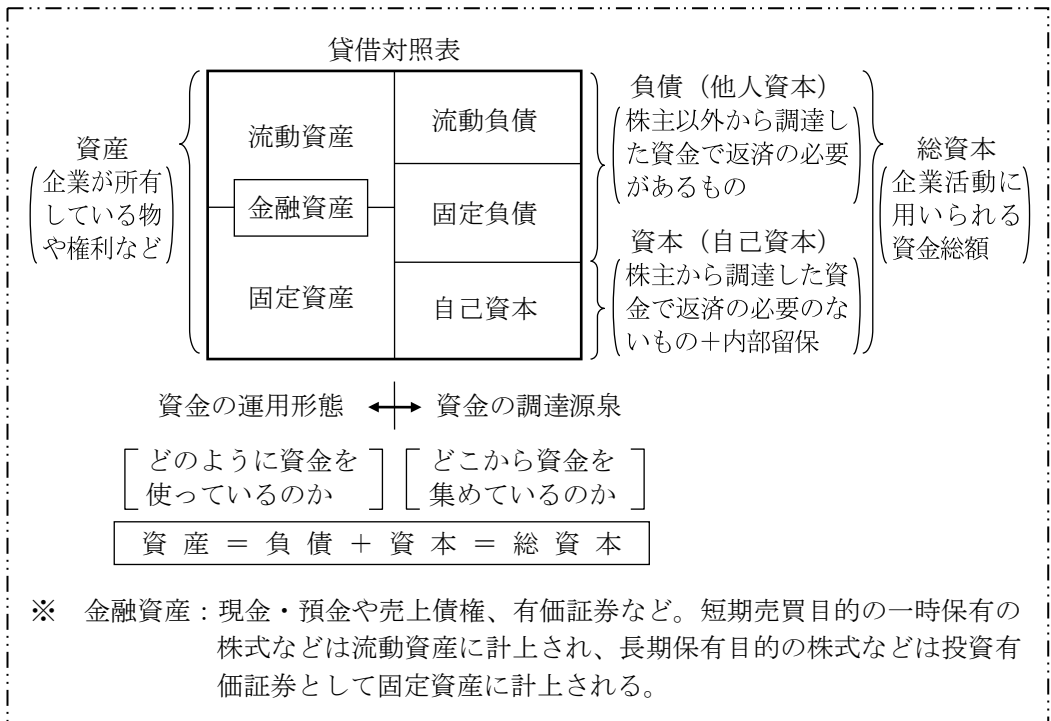 貸借対照表
資産
企業が所有
している物
や権利など
流動資産
金融資産
固定資産
流動負債
固定負債
自己資本
負債（他人資本）
株主以外から調達し
た資金で返済の必要
があるもの
資本（自己資本）
株主から調達した資
金で返済の必要のな
いもの＋内部留保
総資本
企業活動に
用いられる
資金総額
資金の運用形態 ↔ 資金の調達源泉
どのように資金を
使っているのか
どこから資金を
集めているのか
資産＝負債＋資本＝総資本
※ 金融資産：現金・預金や売上債権、有価証券など。短期売買目的の一時保有の
株式などは流動資産に計上され、長期保有目的の株式などは投資有
価証券として固定資産に計上される。